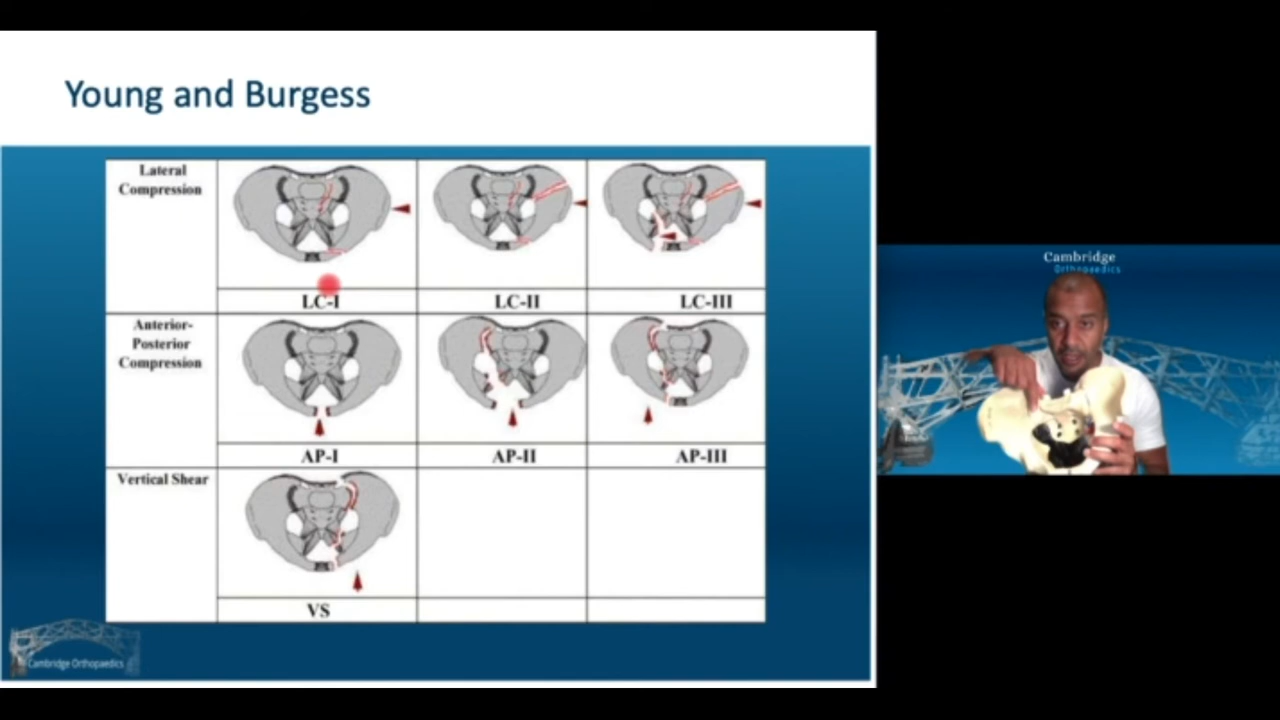 Young and Burgess
Lateral
Compression
LC-I
LC-II
LC-III
Anterior-
Posterior
Compression
AP-I
AP-II
AP-III
Vertical Shear
VS
Cambridge Orthopaedics
Cambridge
Orthopaedics